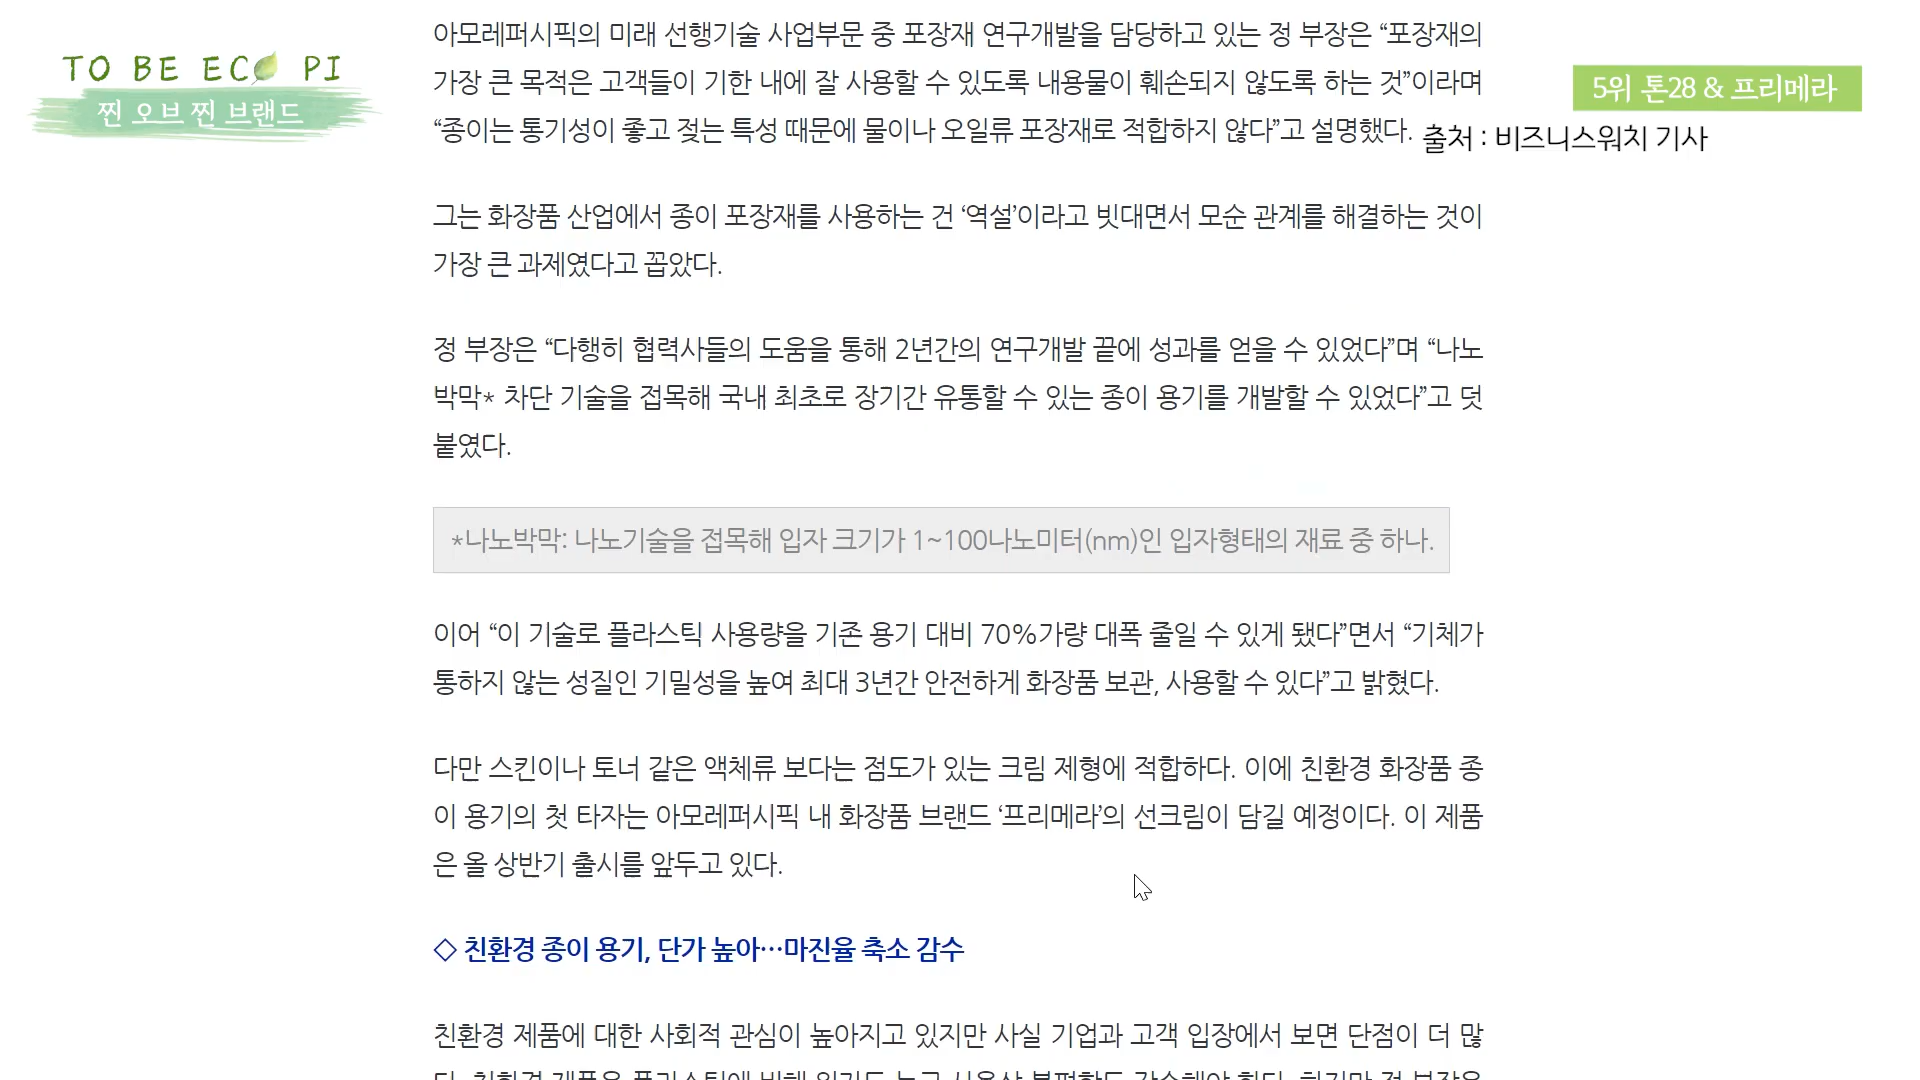 TO BE ECO PI
찐 오브 찐 브랜드
5위 톤28 & 프리메라
출처 : 비즈니스워치 기사
아모레퍼시픽의 미래 선행기술 사업부문 중 포장재 연구개발을 담당하고 있는 정 부장은 “포장재의
가장 큰 목적은 고객들이 기한 내에 잘 사용할 수 있도록 내용물이 훼손되지 않도록 하는 것”이라며
“종이는 통기성이 좋고 젖는 특성 때문에 물이나 오일류 포장재로 적합하지 않다”고 설명했다.
그는 화장품 산업에서 종이 포장재를 사용하는 건 ‘역설’이라고 빗대면서 모순 관계를 해결하는 것이
가장 큰 과제였다고 꼽았다.
정 부장은 “다행히 협력사들의 도움을 통해 2년간의 연구개발 끝에 성과를 얻을 수 있었다”며 “나노
박막* 차단 기술을 접목해 국내 최초로 장기간 유통할 수 있는 종이 용기를 개발할 수 있었다”고 덧
붙였다.
*나노박막: 나노기술을 접목해 입자 크기가 1~100나노미터(nm)인 입자형태의 재료 중 하나.
이어 “이 기술로 플라스틱 사용량을 기존 용기 대비 70%가량 대폭 줄일 수 있게 됐다”면서 “기체가
통하지 않는 성질인 기밀성을 높여 최대 3년간 안전하게 화장품 보관, 사용할 수 있다”고 밝혔다.
다만 스킨이나 토너 같은 액체류 보다는 점도가 있는 크림 제형에 적합하다. 이에 친환경 화장품 종
이 용기의 첫 타자는 아모레퍼시픽 내 화장품 브랜드 ‘프리메라’의 선크림이 담길 예정이다. 이 제품
은 올 상반기 출시를 앞두고 있다.
◇ 친환경 종이 용기, 단가 높아…마진율 축소 감수
친환경 제품에 대한 사회적 관심이 높아지고 있지만 사실 기업과 고객 입장에서 보면 단점이 더 많